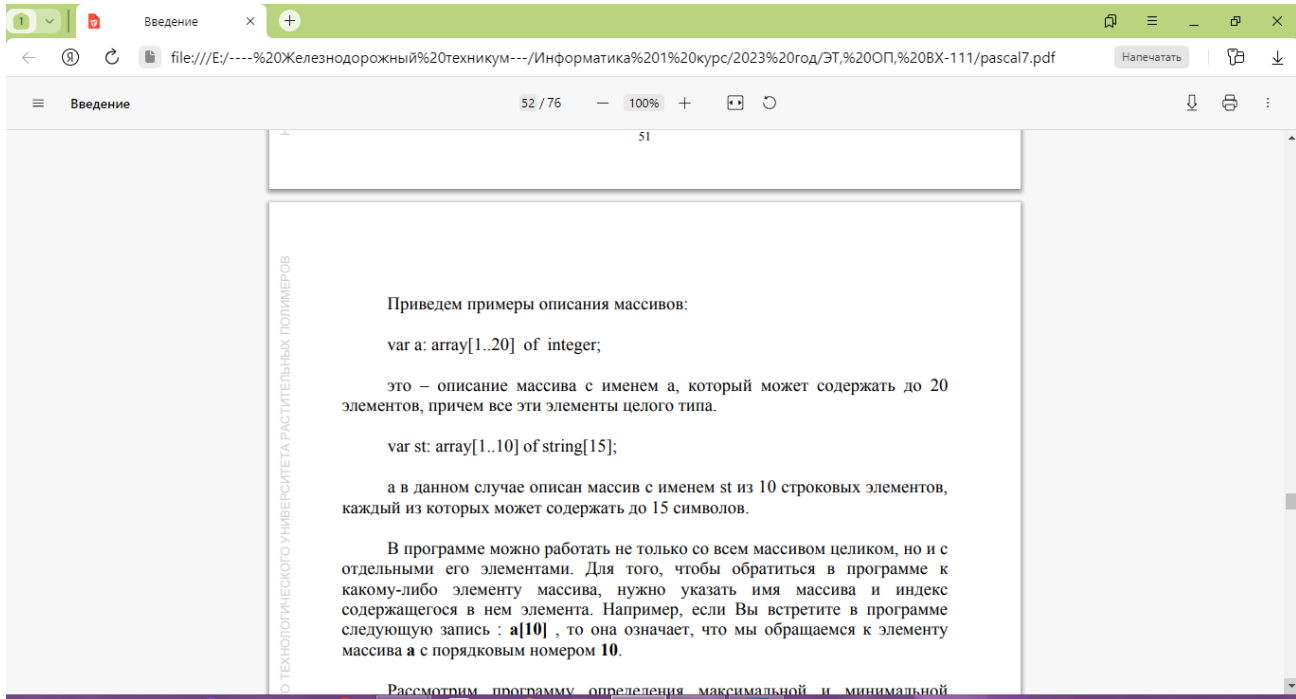 1
Введение
file:///E:/----%20Железнодорожный%20техникум---/Информатика%201%20курс/2023%20год/ЭТ,%20ОП,%20ВХ-111/pascal7.pdf
Напечатать
Введение
52 / 76
— 100% +
51
О ТЕХНОЛОГИЧЕСКОГО УНИВЕРСИТЕТА РАСТИТЕЛЬНЫХ ПОЛИМЕРОВ
Приведем примеры описания массивов:
var a: array[1..20] of integer;
это – описание массива с именем а, который может содержать до 20
элементов, причем все эти элементы целого типа.
var st: array[1..10] of string[15];
а в данном случае описан массив с именем st из 10 строковых элементов,
каждый из которых может содержать до 15 символов.
В программе можно работать не только со всем массивом целиком, но и с
отдельными его элементами. Для того, чтобы обратиться в программе к
какому-либо элементу массива, нужно указать имя массива и индекс
содержащегося в нем элемента. Например, если Вы встретите в программе
следующую запись : a[10] , то она означает, что мы обращаемся к элементу
массива а с порядковым номером 10.
Рассмотрим программу определения максимальной и минимальной